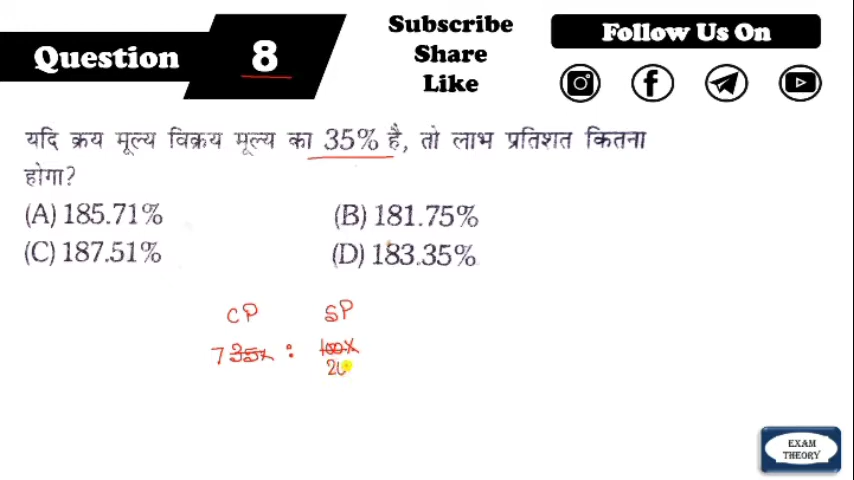 Question 8
Subscribe
Share
Like
Follow Us On
यदि क्रय मूल्य विक्रय मूल्य का 35% है, तो लाभ प्रतिशत कितना
होगा?
(A) 185.71% (B) 181.75%
(C) 187.51% (D) 183.35%
CP SP
7 35x : 100x
20
EXAM
THEORY